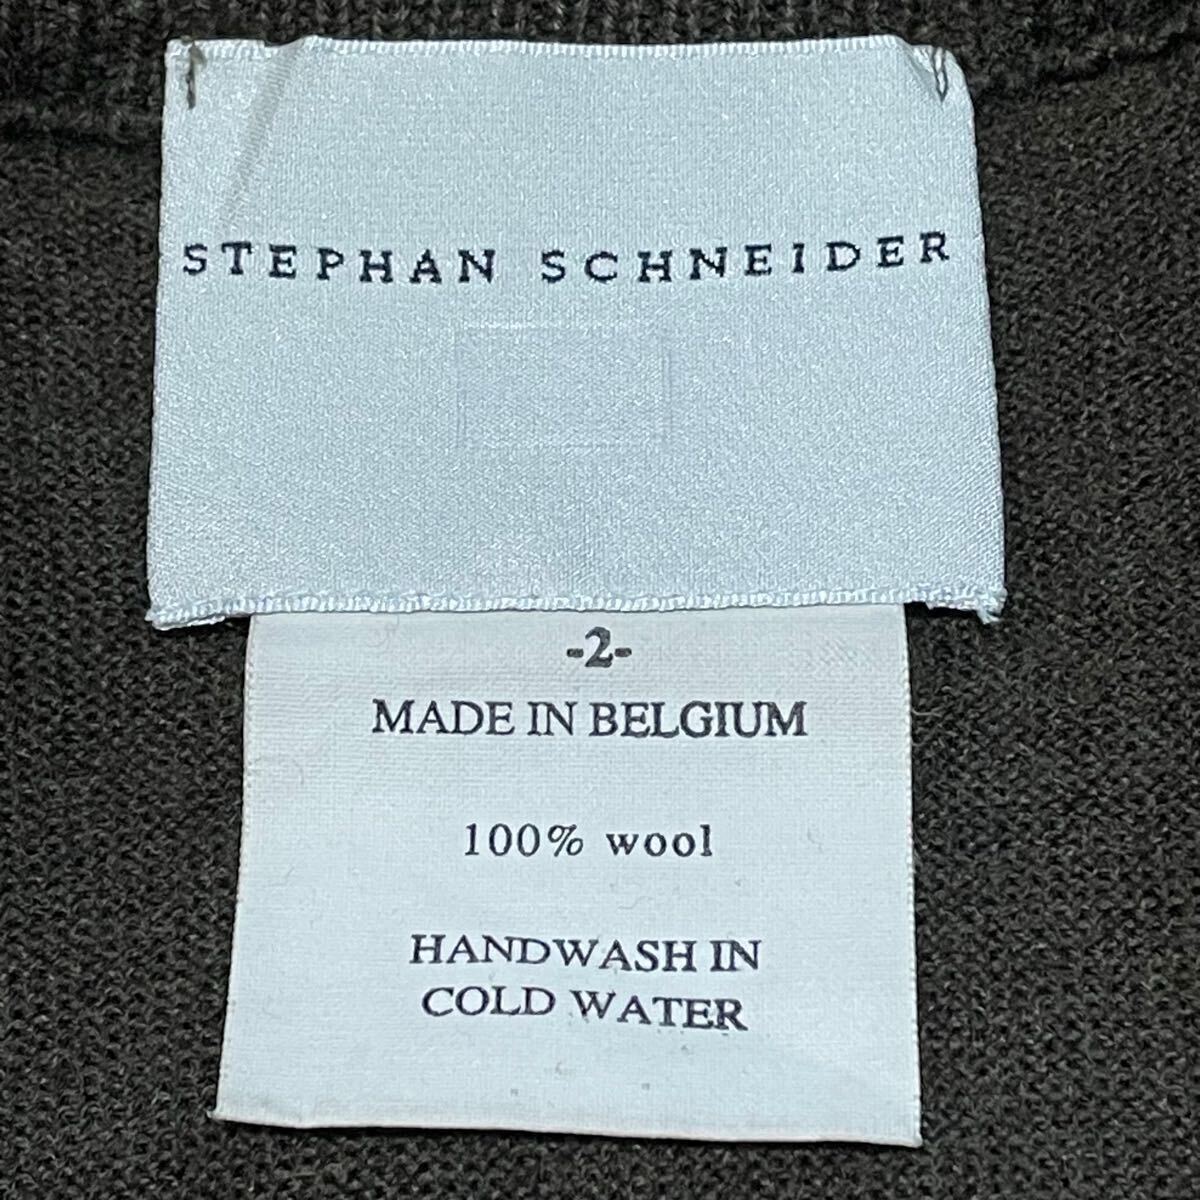 STEPHAN SCHNEIDER
-2-
MADE IN BELGIUM
100% wool
HANDWASH IN
COLD WATER